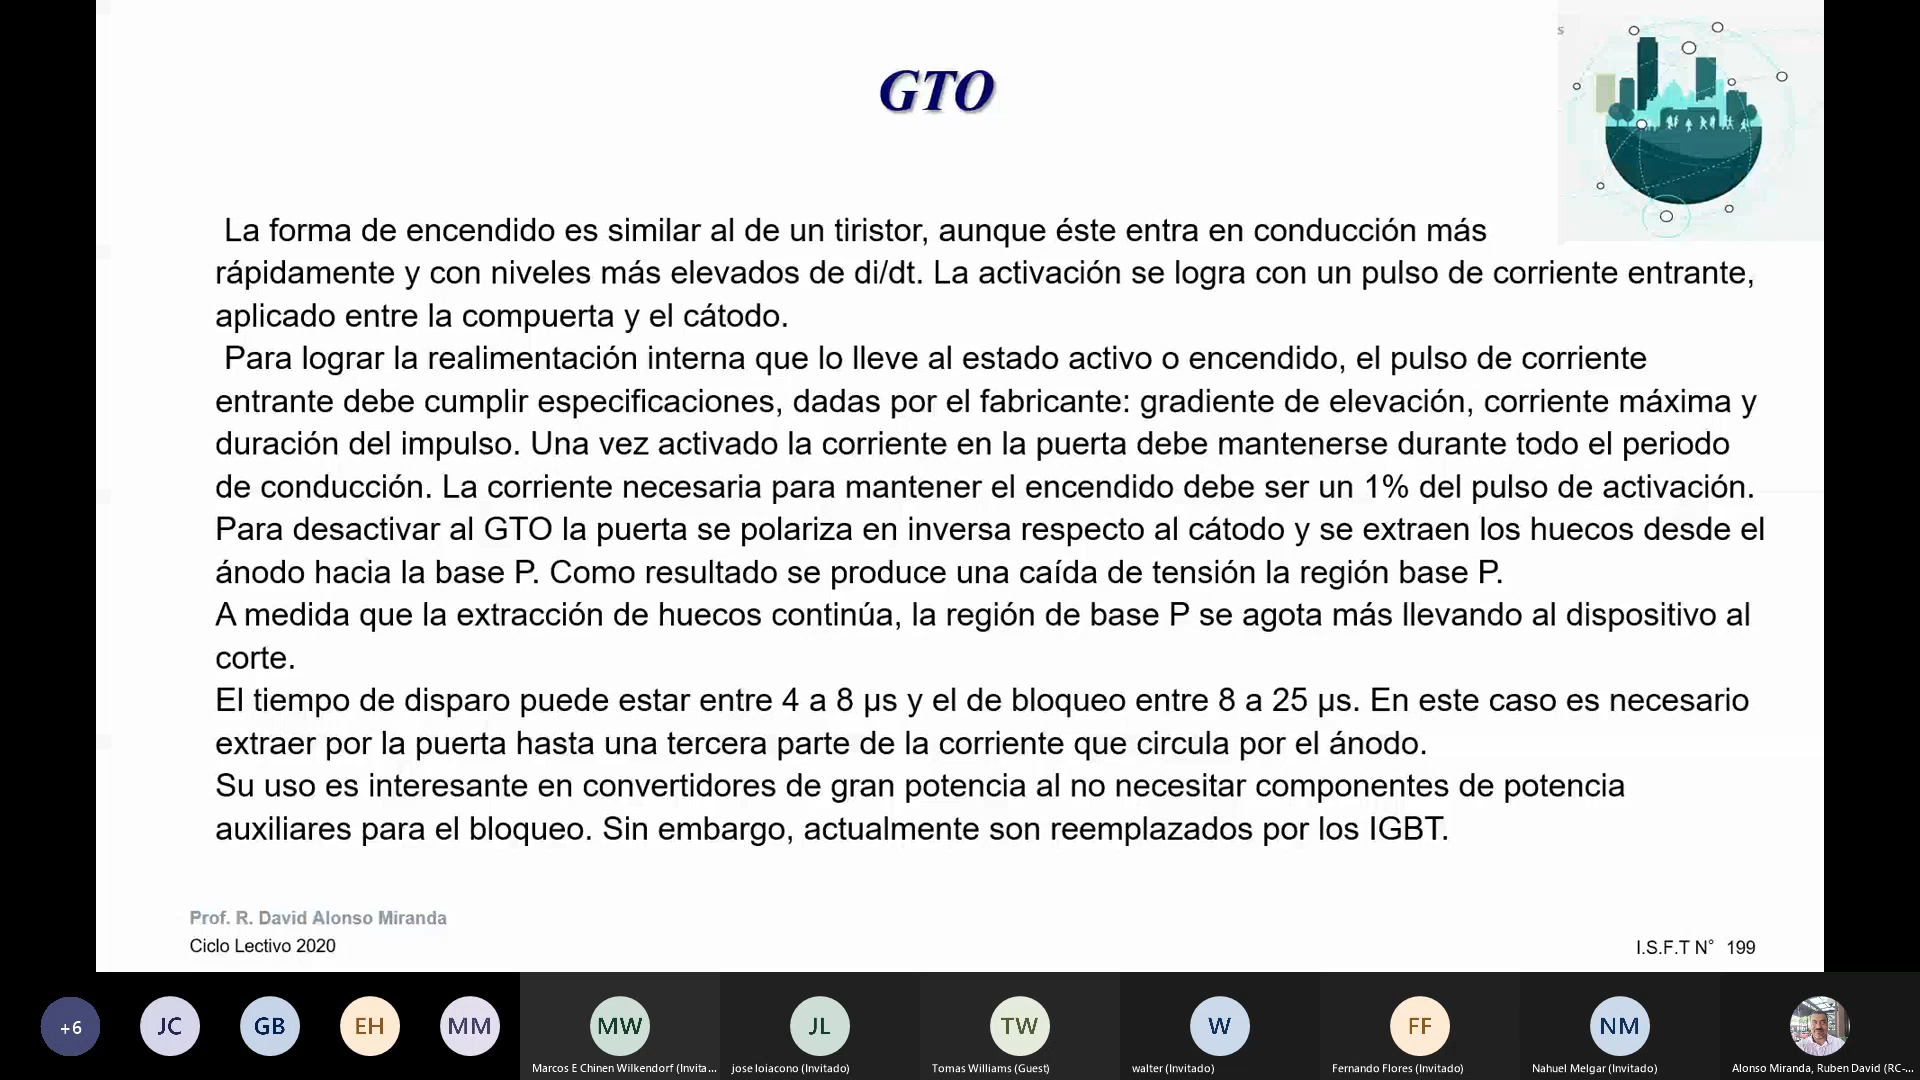 GTO
s
La forma de encendido es similar al de un tiristor, aunque éste entra en conducción más
rápidamente y con niveles más elevados de di/dt. La activación se logra con un pulso de corriente entrante,
aplicado entre la compuerta y el cátodo.
Para lograr la realimentación interna que lo lleve al estado activo o encendido, el pulso de corriente
entrante debe cumplir especificaciones, dadas por el fabricante: gradiente de elevación, corriente máxima y
duración del impulso. Una vez activado la corriente en la puerta debe mantenerse durante todo el periodo
de conducción. La corriente necesaria para mantener el encendido debe ser un 1% del pulso de activación.
Para desactivar al GTO la puerta se polariza en inversa respecto al cátodo y se extraen los huecos desde el
ánodo hacia la base P. Como resultado se produce una caída de tensión la región base P.
A medida que la extracción de huecos continúa, la región de base P se agota más llevando al dispositivo al
corte.
El tiempo de disparo puede estar entre 4 a 8 µs y el de bloqueo entre 8 a 25 µs. En este caso es necesario
extraer por la puerta hasta una tercera parte de la corriente que circula por el ánodo.
Su uso es interesante en convertidores de gran potencia al no necesitar componentes de potencia
auxiliares para el bloqueo. Sin embargo, actualmente son reemplazados por los IGBT.
Prof. R. David Alonso Miranda
Ciclo Lectivo 2020
I.S.F.T N° 199
+6 JC GB EH MM MW JL TW W FF NM
Marcos E Chinen Wilkendorf (Invita... jose loiacono (Invitado) Tomas Williams (Guest) walter (Invitado) Fernando Flores (Invitado) Nahuel Melgar (Invitado) Alonso Miranda, Ruben David (RC-...